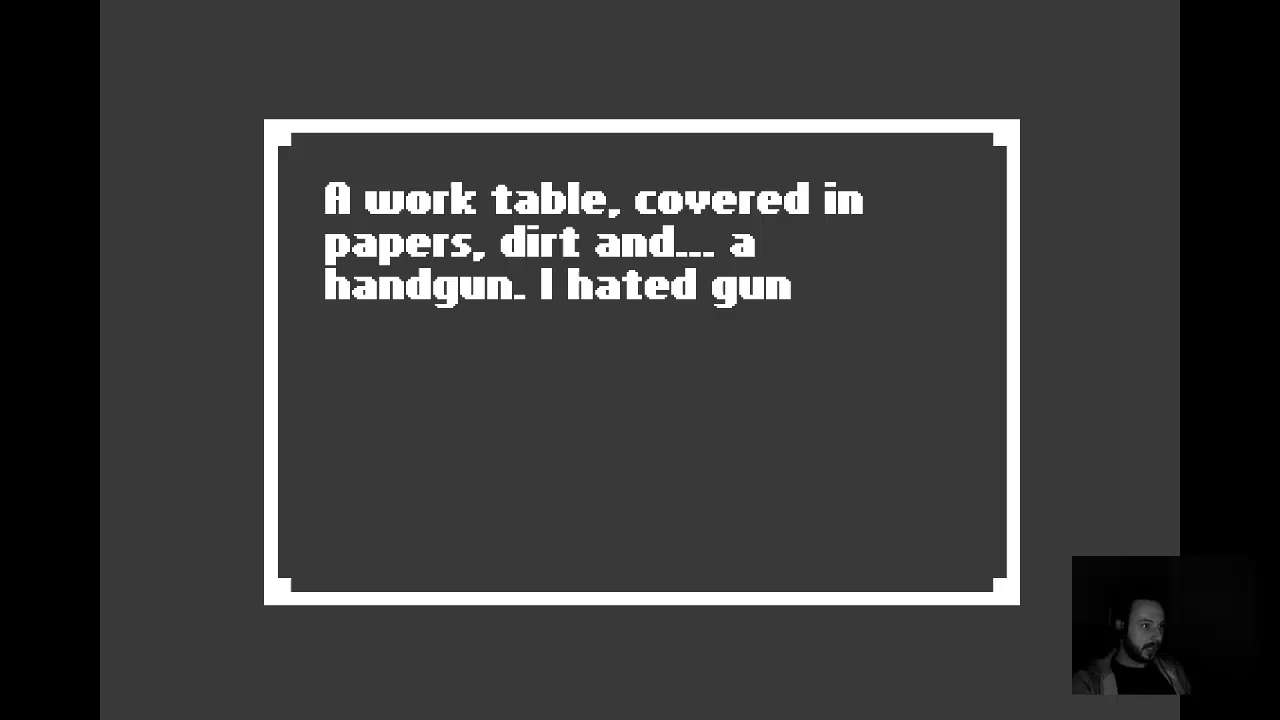 A work table, covered in
papers, dirt and... a
handgun. I hated gun